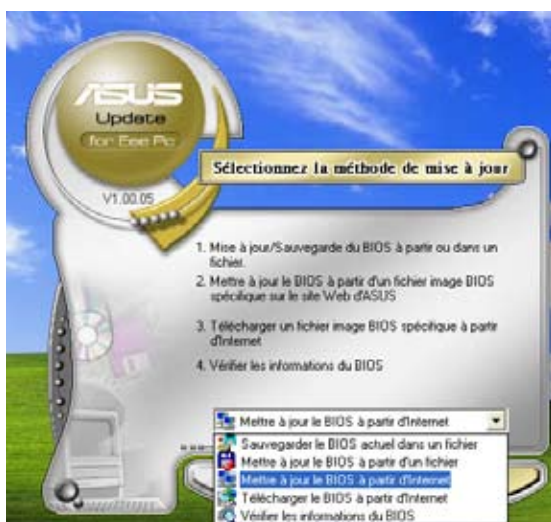 ASUS
Update
for Eee Pc
V1.00.05
Sélectionnez la méthode de mise à jour
1. Mise à jour/Sauvegarde du BIOS à partir ou dans un
fichier.
2. Mettre à jour le BIOS à partir d'un fichier image BIOS
spécifique sur le site Web d'ASUS
3. Télécharger un fichier image BIOS spécifique à partir
d'Internet
4. Vérifier les informations du BIOS
Mettre à jour le BIOS à partir d'Internet
Sauvegarder le BIOS actuel dans un fichier
Mettre à jour le BIOS à partir d'un fichier
Mettre à jour le BIOS à partir d'Internet
Télécharger le BIOS à partir d'Internet
Vérifier les informations du BIOS